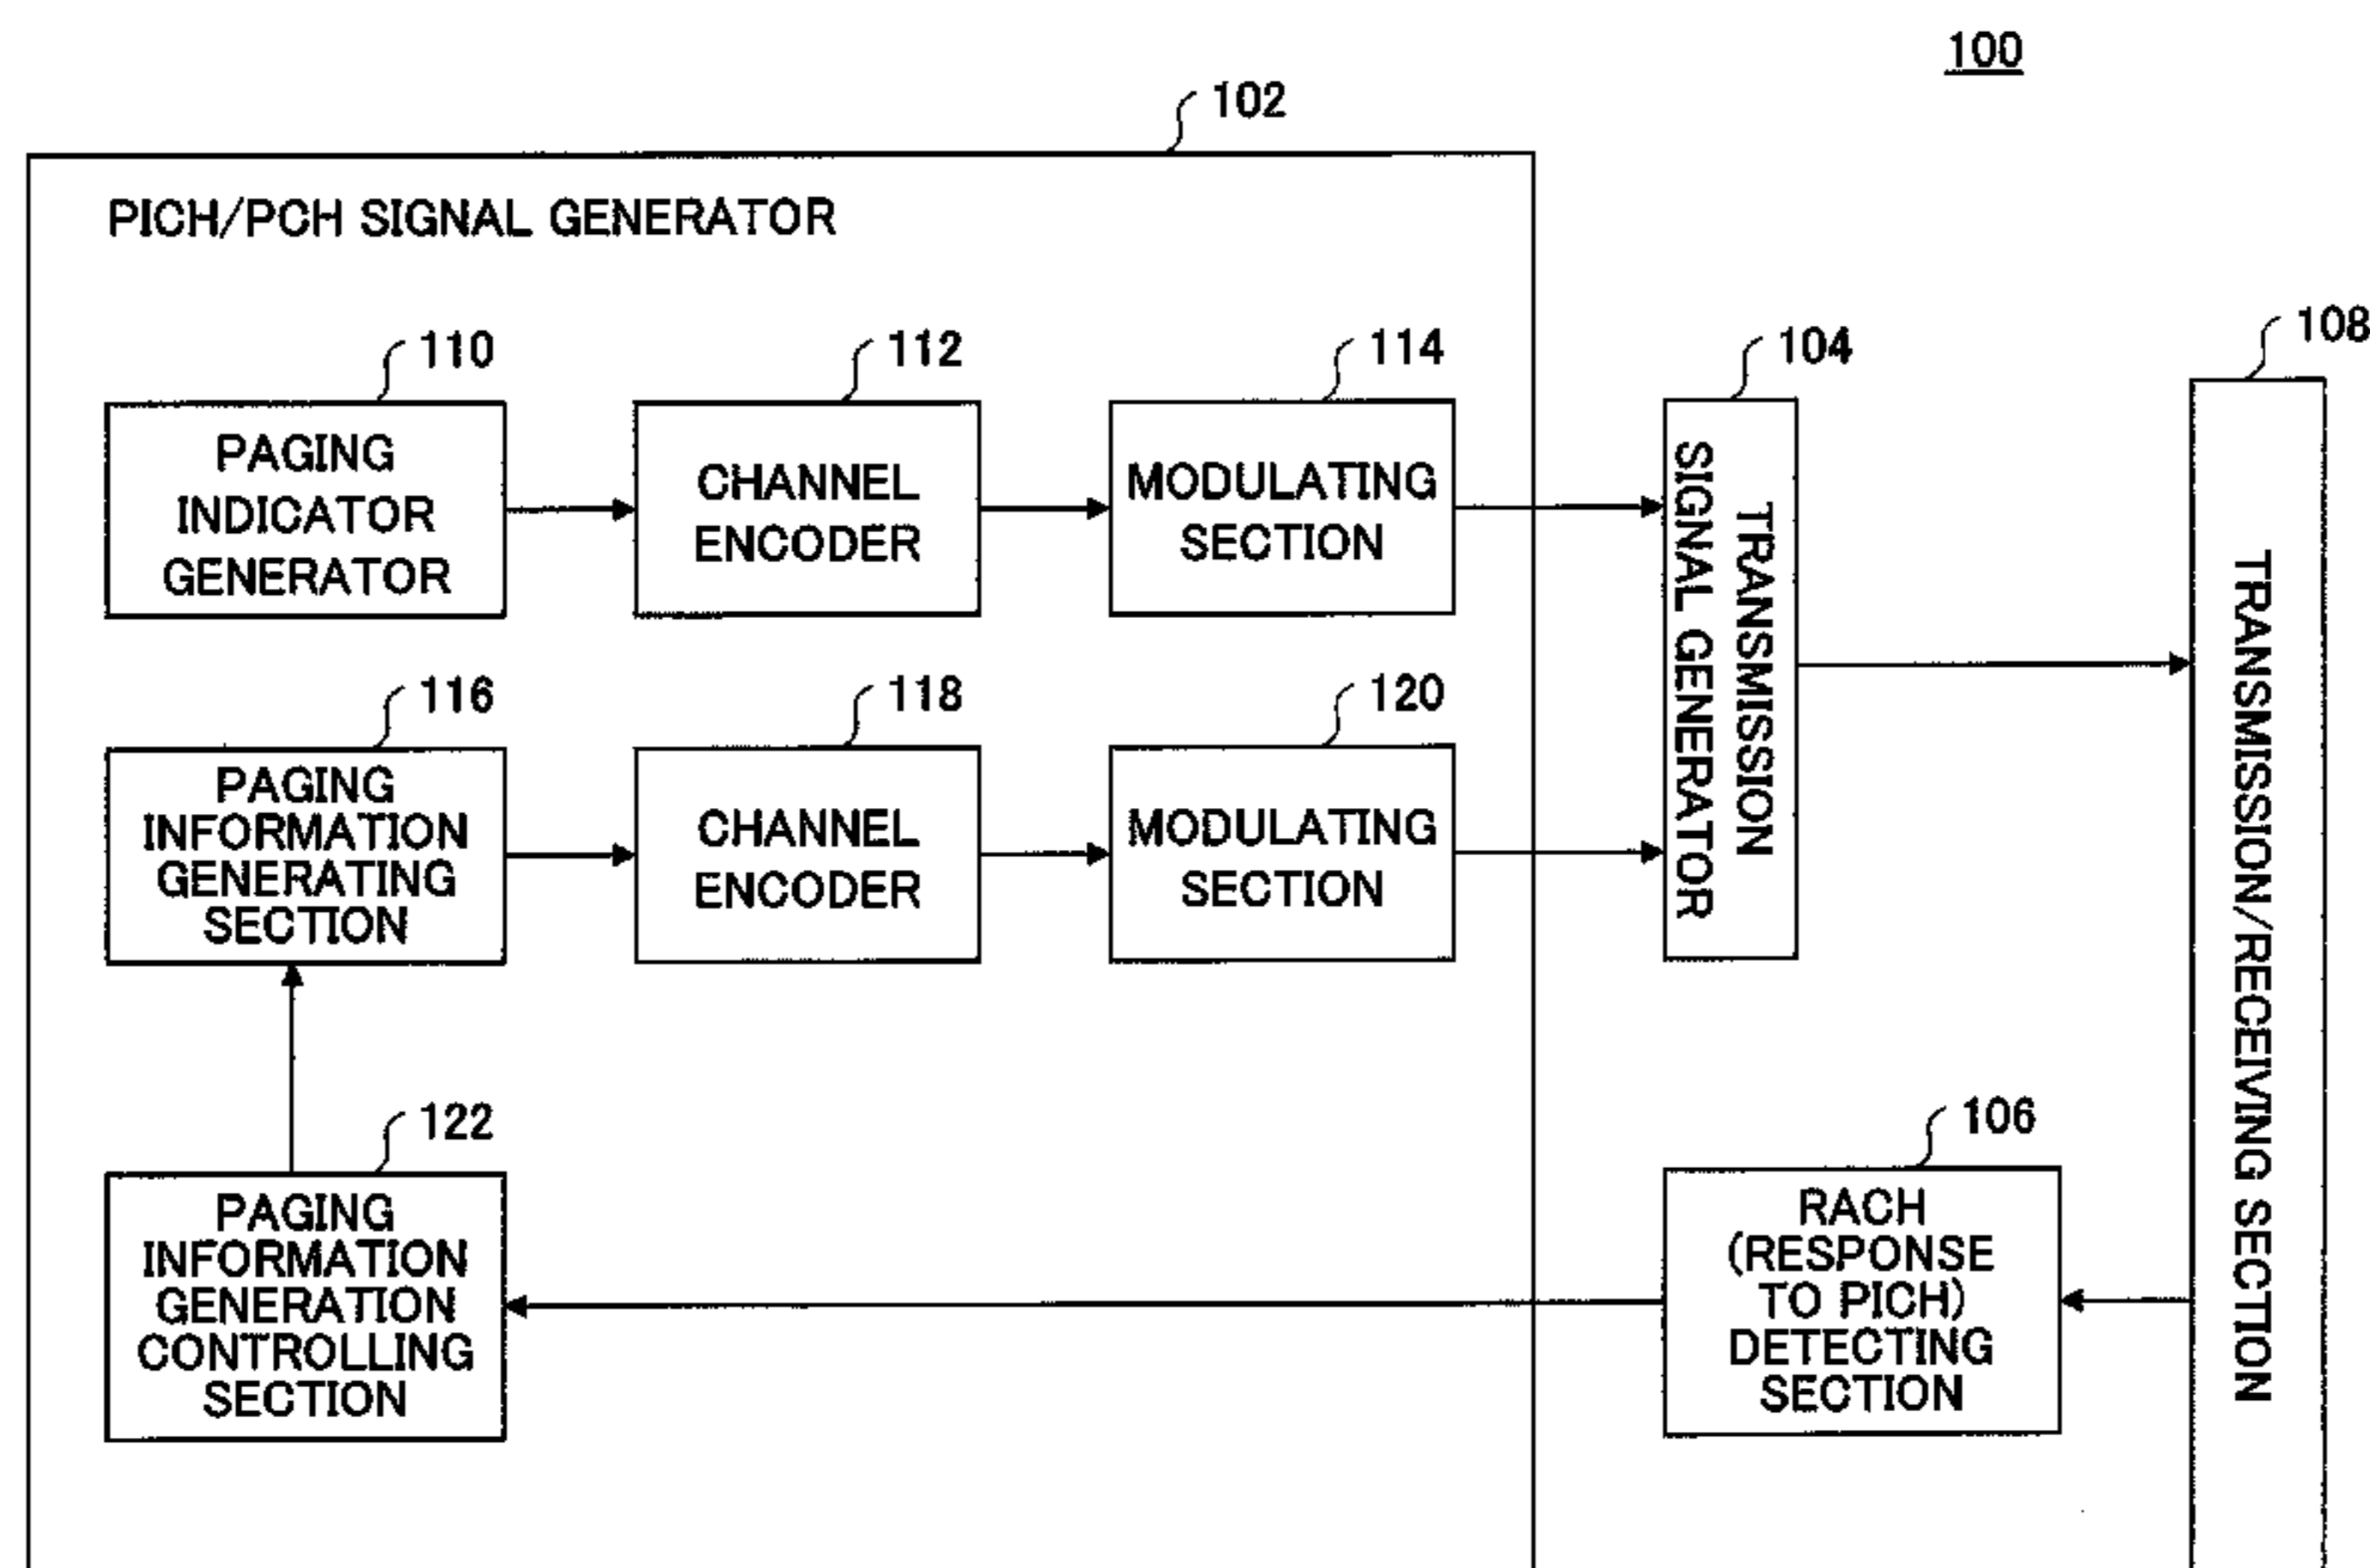 100
102
PICH/PCH SIGNAL GENERATOR
110
112
114
104
108
PAGING
INDICATOR
GENERATOR
CHANNEL
ENCODER
MODULATING
SECTION
TRANSMISSION
SIGNAL GENERATOR
TRANSMISSION/RECEIVING SECTION
116
118
120
PAGING
INFORMATION
GENERATING
SECTION
CHANNEL
ENCODER
MODULATING
SECTION
122
106
PAGING
INFORMATION
GENERATION
CONTROLLING
SECTION
RACH
(RESPONSE
TO PICH)
DETECTING
SECTION